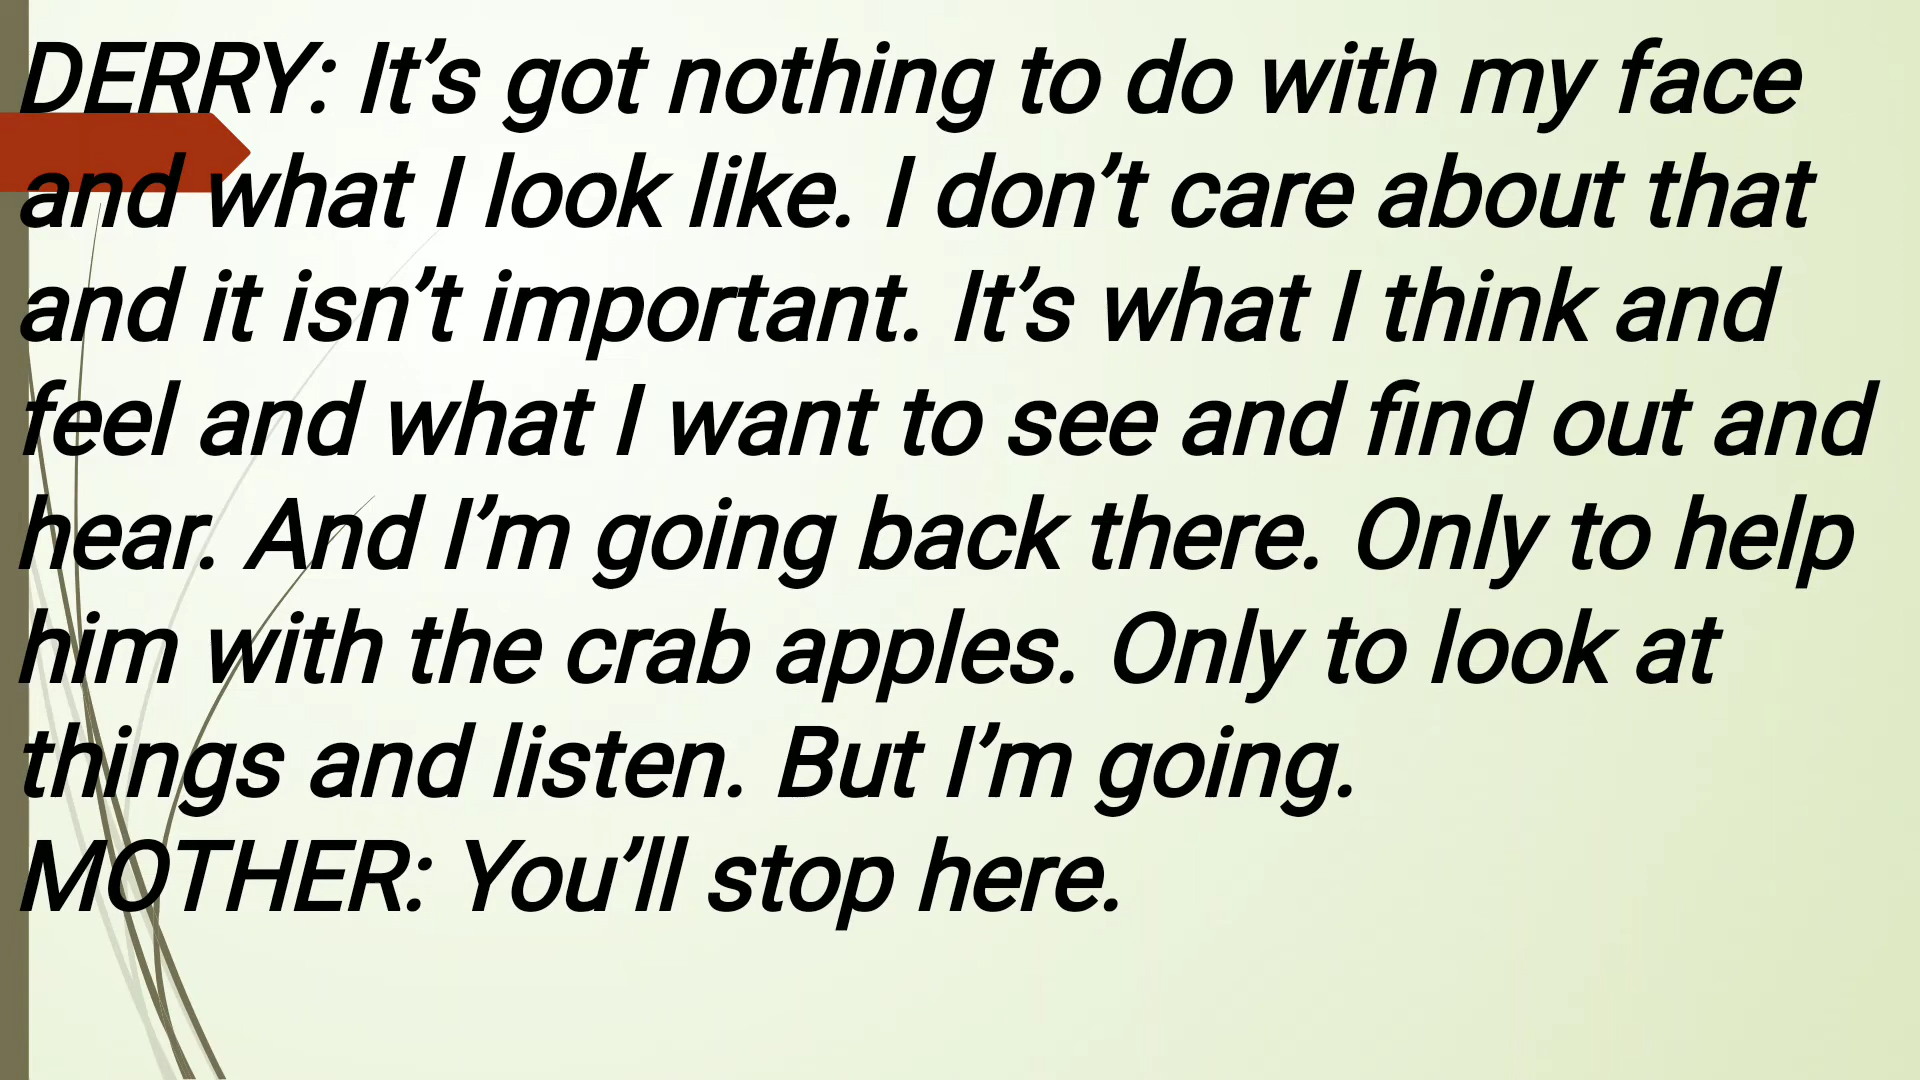 DERRY: It’s got nothing to do with my face
and what I look like. I don’t care about that
and it isn’t important. It’s what I think and
feel and what I want to see and find out and
hear. And I’m going back there. Only to help
him with the crab apples. Only to look at
things and listen. But I’m going.
MOTHER: You’ll stop here.